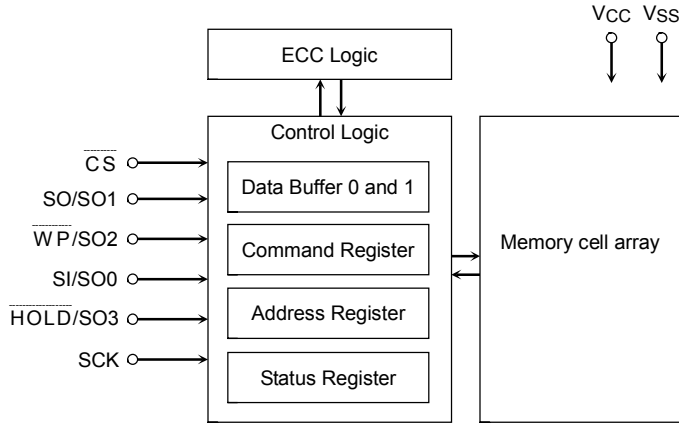 VCC VSS
ECC Logic
Control Logic
CS
Data Buffer 0 and 1
SO/SO1
WP/SO2
Command Register
Memory cell array
SI/SO0
HOLD/SO3
Address Register
SCK
Status Register